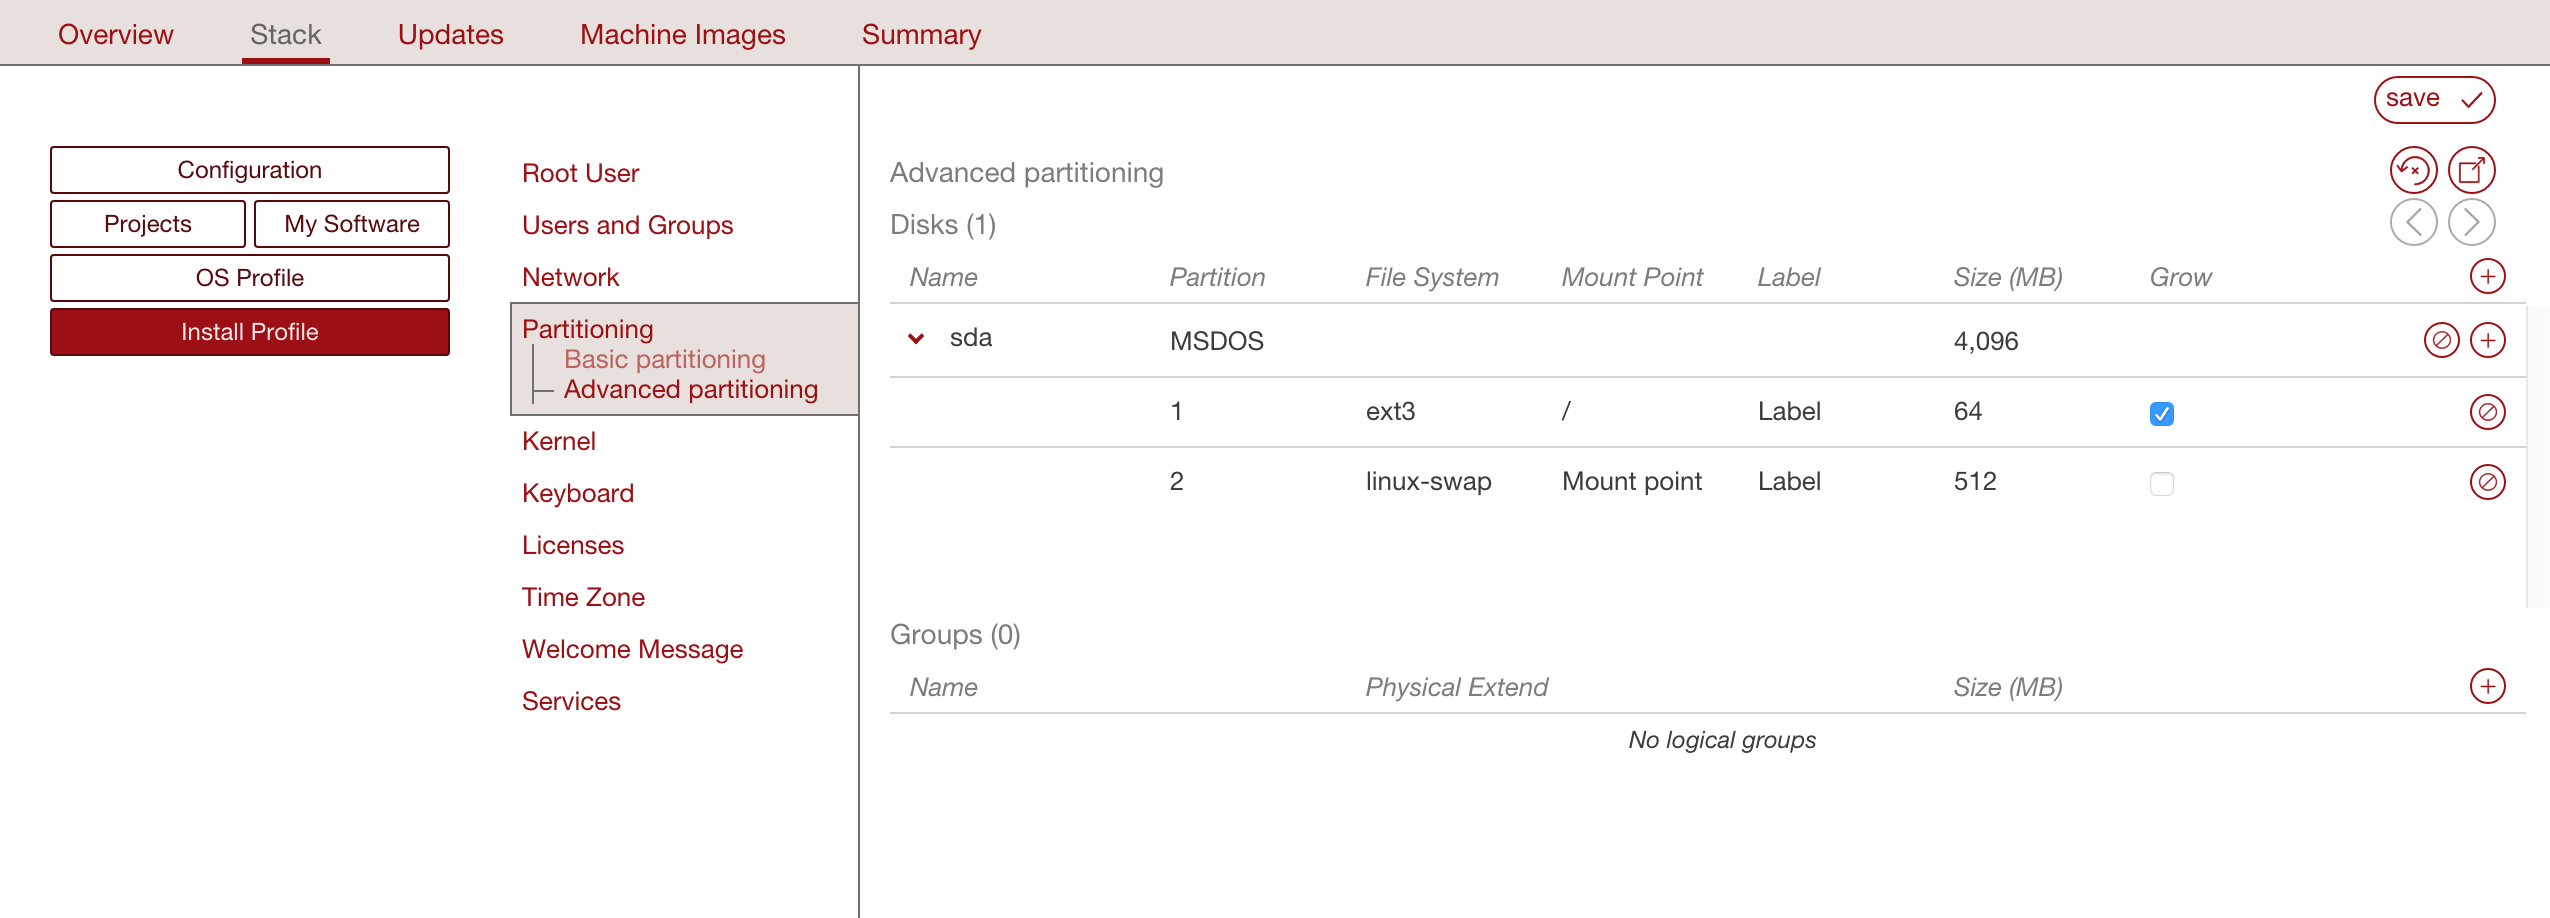 Overview Stack Updates Machine Images Summary
save
Configuration
Projects My Software
OS Profile
Install Profile
Root User
Users and Groups
Network
Partitioning
Basic partitioning
Advanced partitioning
Kernel
Keyboard
Licenses
Time Zone
Welcome Message
Services
Advanced partitioning
Disks (1)
Name Partition File System Mount Point Label Size (MB) Grow
sda MSDOS 4,096
1 ext3 / Label 64
2 linux-swap Mount point Label 512
Groups (0)
Name Physical Extend Size (MB)
No logical groups